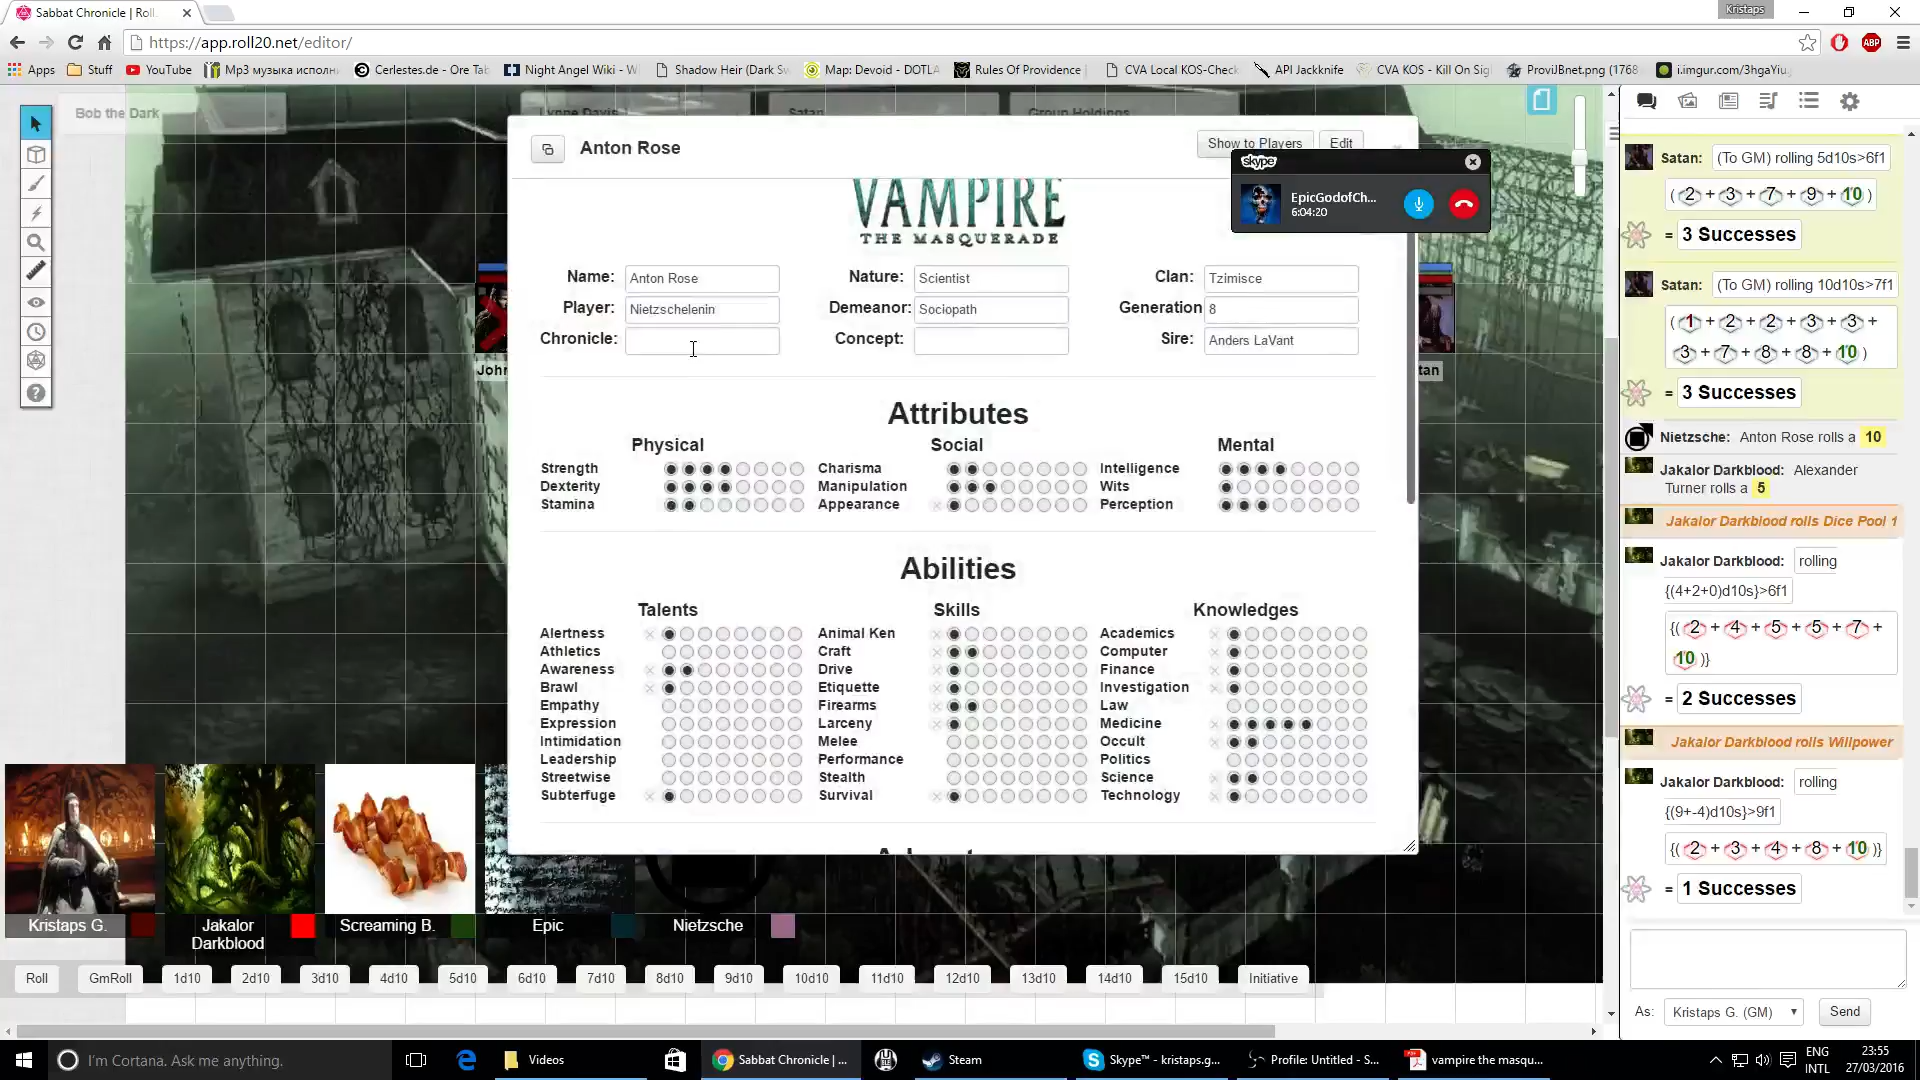 Sabbat Chronicle | Roll
Kristaps
https://app.roll20.net/editor/
Apps Stuff YouTube Mp3 музыка исполн Cerlestes.de - Ore Tab Night Angel Wiki - W Shadow Heir (Dark Sw Map: Devoid - DOTLA Rules Of Providence CVA Local KOS-Check API Jackknife CVA KOS - Kill On Sigh ProviJBnet.png (1768 i.imgur.com/3hgaYiu.
Bob the Dark
Lynne Davis Satan Group Holdings
Anton Rose
Show to Players Edit
skype
EpicGodofCh...
6:04:20
VAMPIRE
THE MASQUERADE
Name: Anton Rose Nature: Scientist Clan: Tzimisce
Player: Nietzschelenin Demeanor: Sociopath Generation 8
Chronicle: Concept: Sire: Anders LaVant
John
tan
Attributes
Physical Social Mental
Strength Charisma Intelligence
Dexterity Manipulation Wits
Stamina Appearance Perception
Abilities
Talents Skills Knowledges
Alertness Animal Ken Academics
Athletics Craft Computer
Awareness Drive Finance
Brawl Etiquette Investigation
Empathy Firearms Law
Expression Larceny Medicine
Intimidation Melee Occult
Leadership Performance Politics
Streetwise Stealth Science
Subterfuge Survival Technology
Satan: (To GM) rolling 5d10s>6f1
(2 + 3 + 7 + 9 + 10)
= 3 Successes
Satan: (To GM) rolling 10d10s>7f1
(1 + 2 + 2 + 3 + 3 +
3 + 7 + 8 + 8 + 10)
= 3 Successes
Nietzsche: Anton Rose rolls a 10
Jakalor Darkblood: Alexander
Turner rolls a 5
Jakalor Darkblood rolls Dice Pool 1
Jakalor Darkblood: rolling
{(4+2+0)d10s}>6f1
{(2 + 4 + 5 + 5 + 7 +
10)}
= 2 Successes
Jakalor Darkblood rolls Willpower
Jakalor Darkblood: rolling
{(9+-4)d10s}>9f1
{(2 + 3 + 4 + 8 + 10)}
= 1 Successes
Kristaps G. Jakalor Darkblood Screaming B. Epic Nietzsche
Roll GmRoll 1d10 2d10 3d10 4d10 5d10 6d10 7d10 8d10 9d10 10d10 11d10 12d10 13d10 14d10 15d10 Initiative
As: Kristaps G. (GM) Send
I'm Cortana. Ask me anything. Videos Sabbat Chronicle | ... Steam Skype™ - kristaps.g... Profile: Untitled - S... vampire the masqu...
ENG
INTL
23:55
27/03/2016